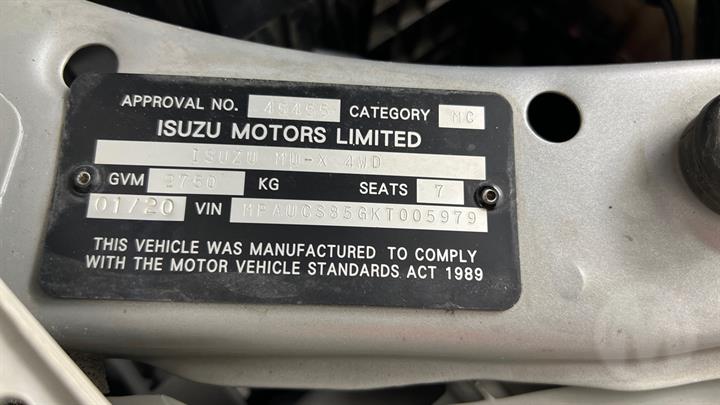 APPROVAL NO. 45455 CATEGORY MC
ISUZU MOTORS LIMITED
ISUZU MU-X 4WD
GVM 2750 KG SEATS 7
01/20 VIN MPAUCS85GKT005979
THIS VEHICLE WAS MANUFACTURED TO COMPLY
WITH THE MOTOR VEHICLE STANDARDS ACT 1989